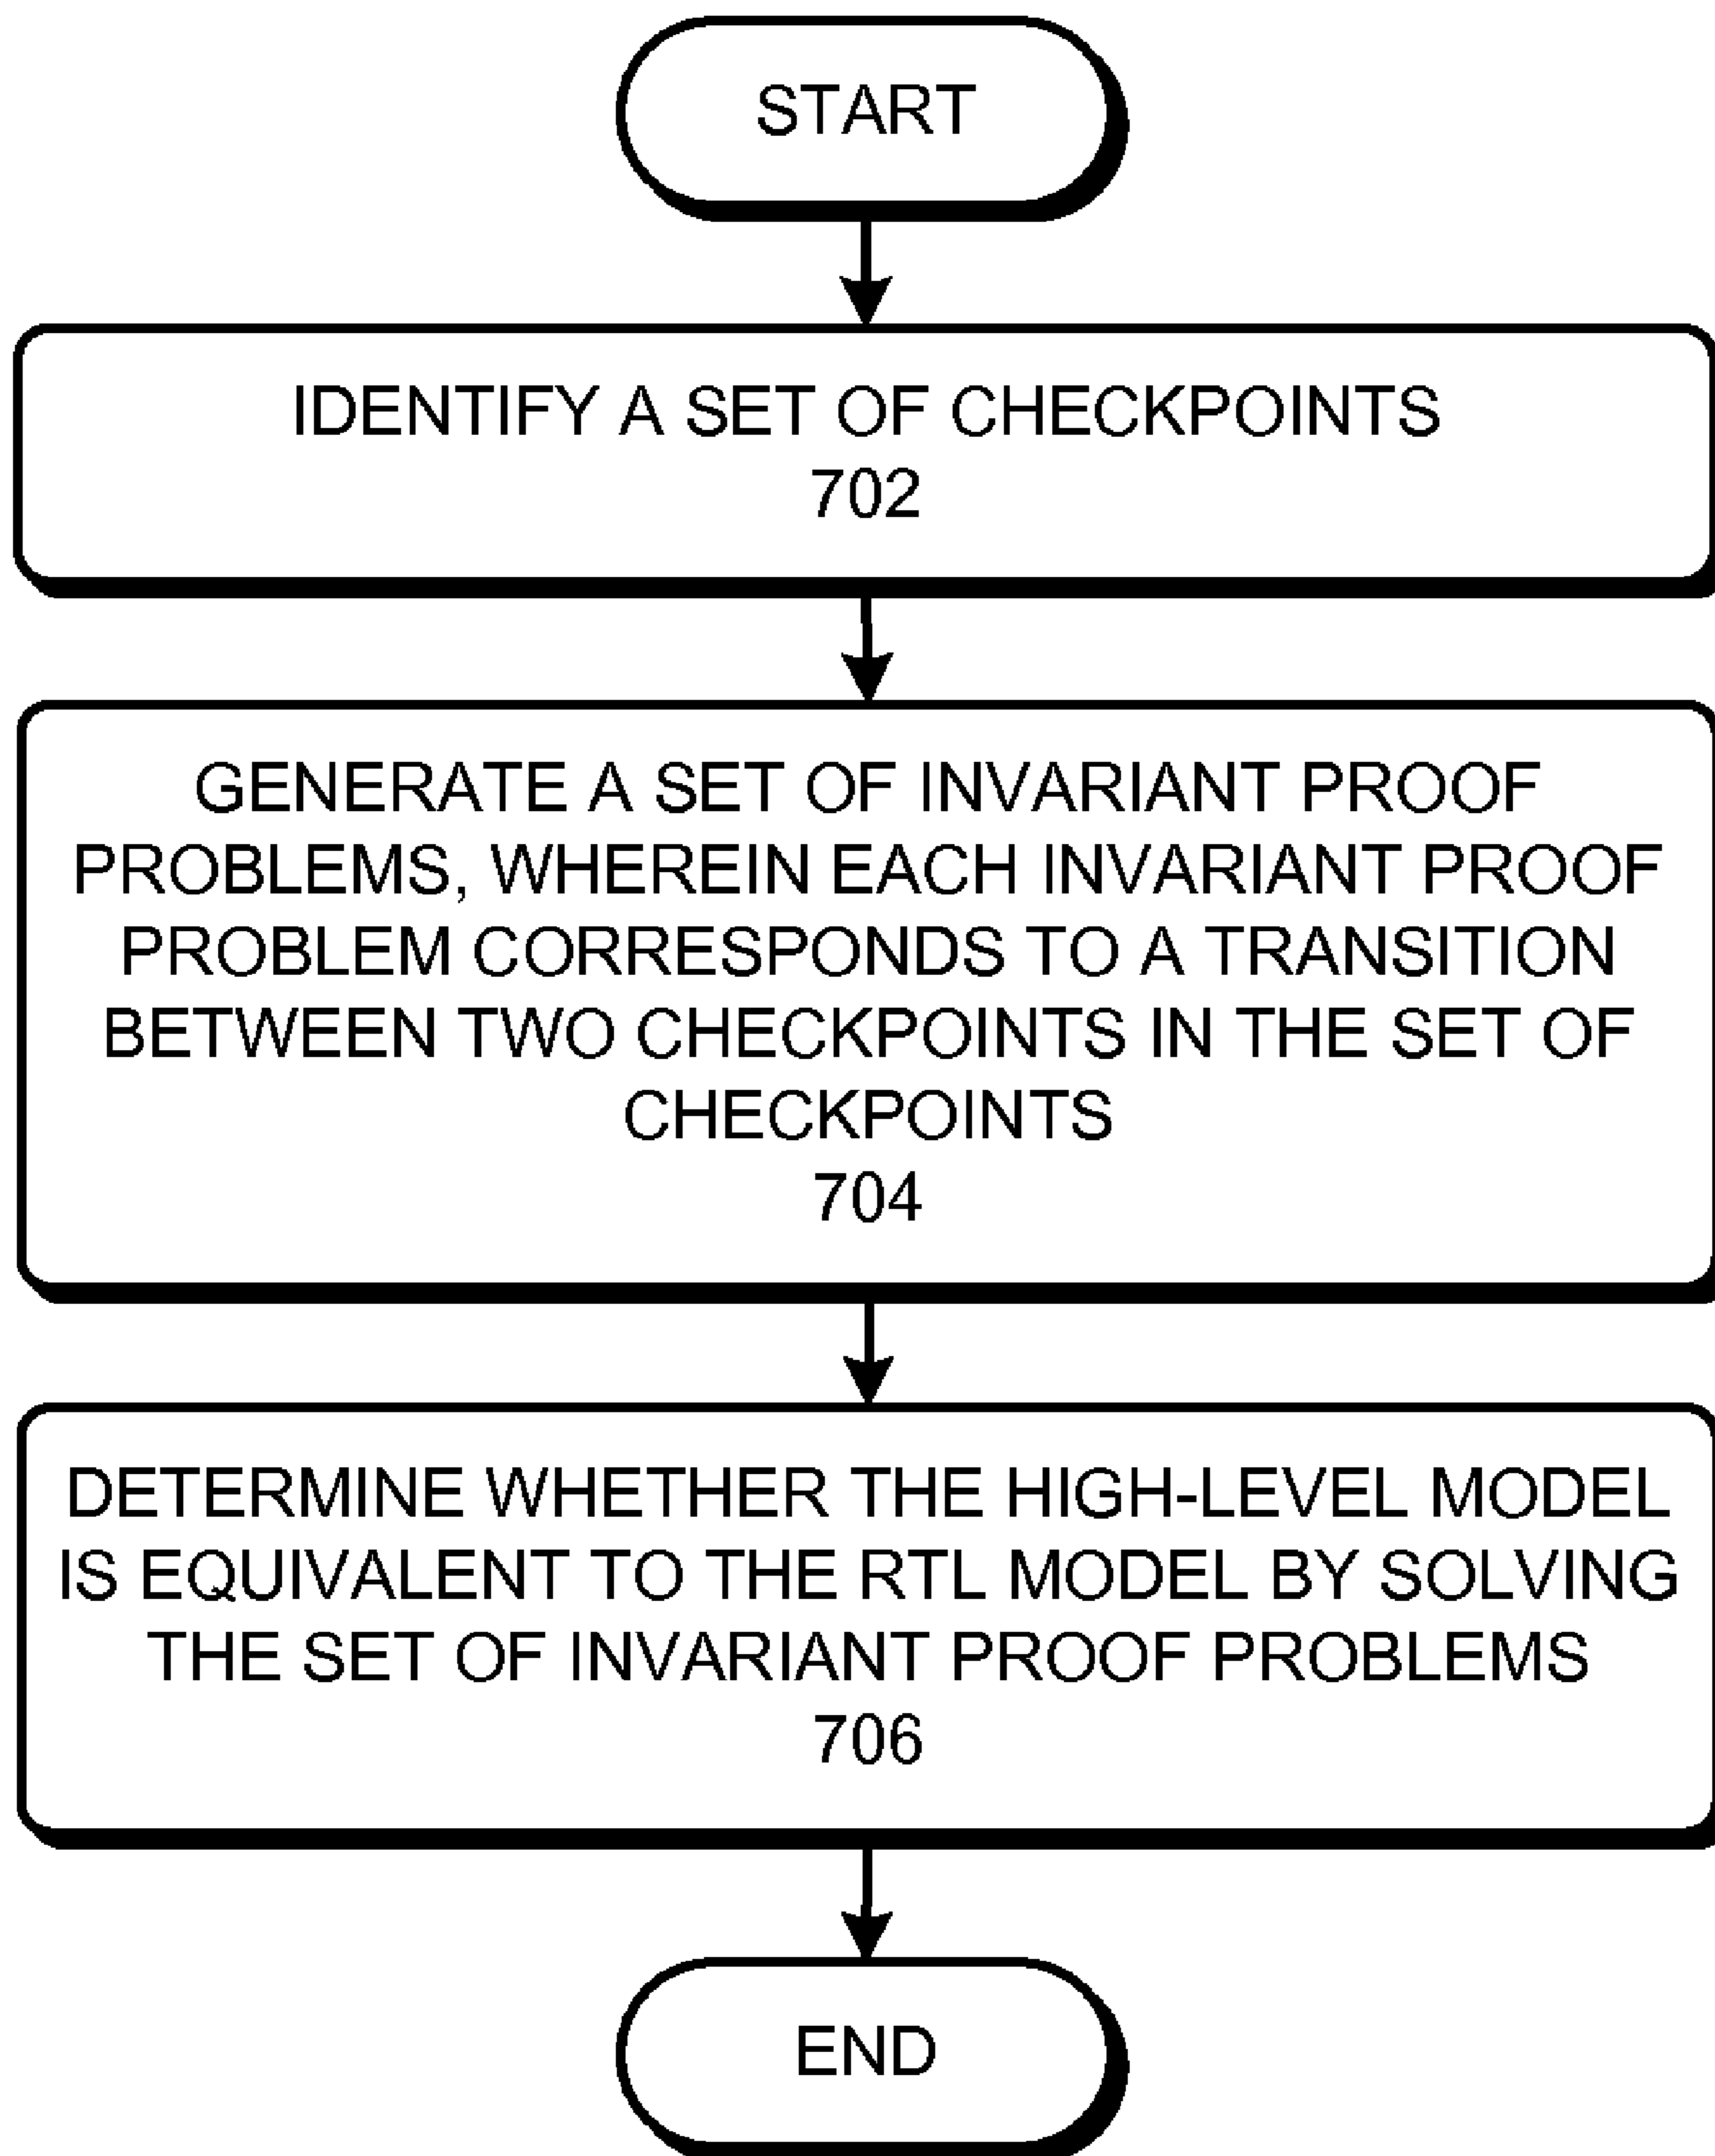 START
IDENTIFY A SET OF CHECKPOINTS
702
GENERATE A SET OF INVARIANT PROOF
PROBLEMS, WHEREIN EACH INVARIANT PROOF
PROBLEM CORRESPONDS TO A TRANSITION
BETWEEN TWO CHECKPOINTS IN THE SET OF
CHECKPOINTS
704
DETERMINE WHETHER THE HIGH-LEVEL MODEL
IS EQUIVALENT TO THE RTL MODEL BY SOLVING
THE SET OF INVARIANT PROOF PROBLEMS
706
END